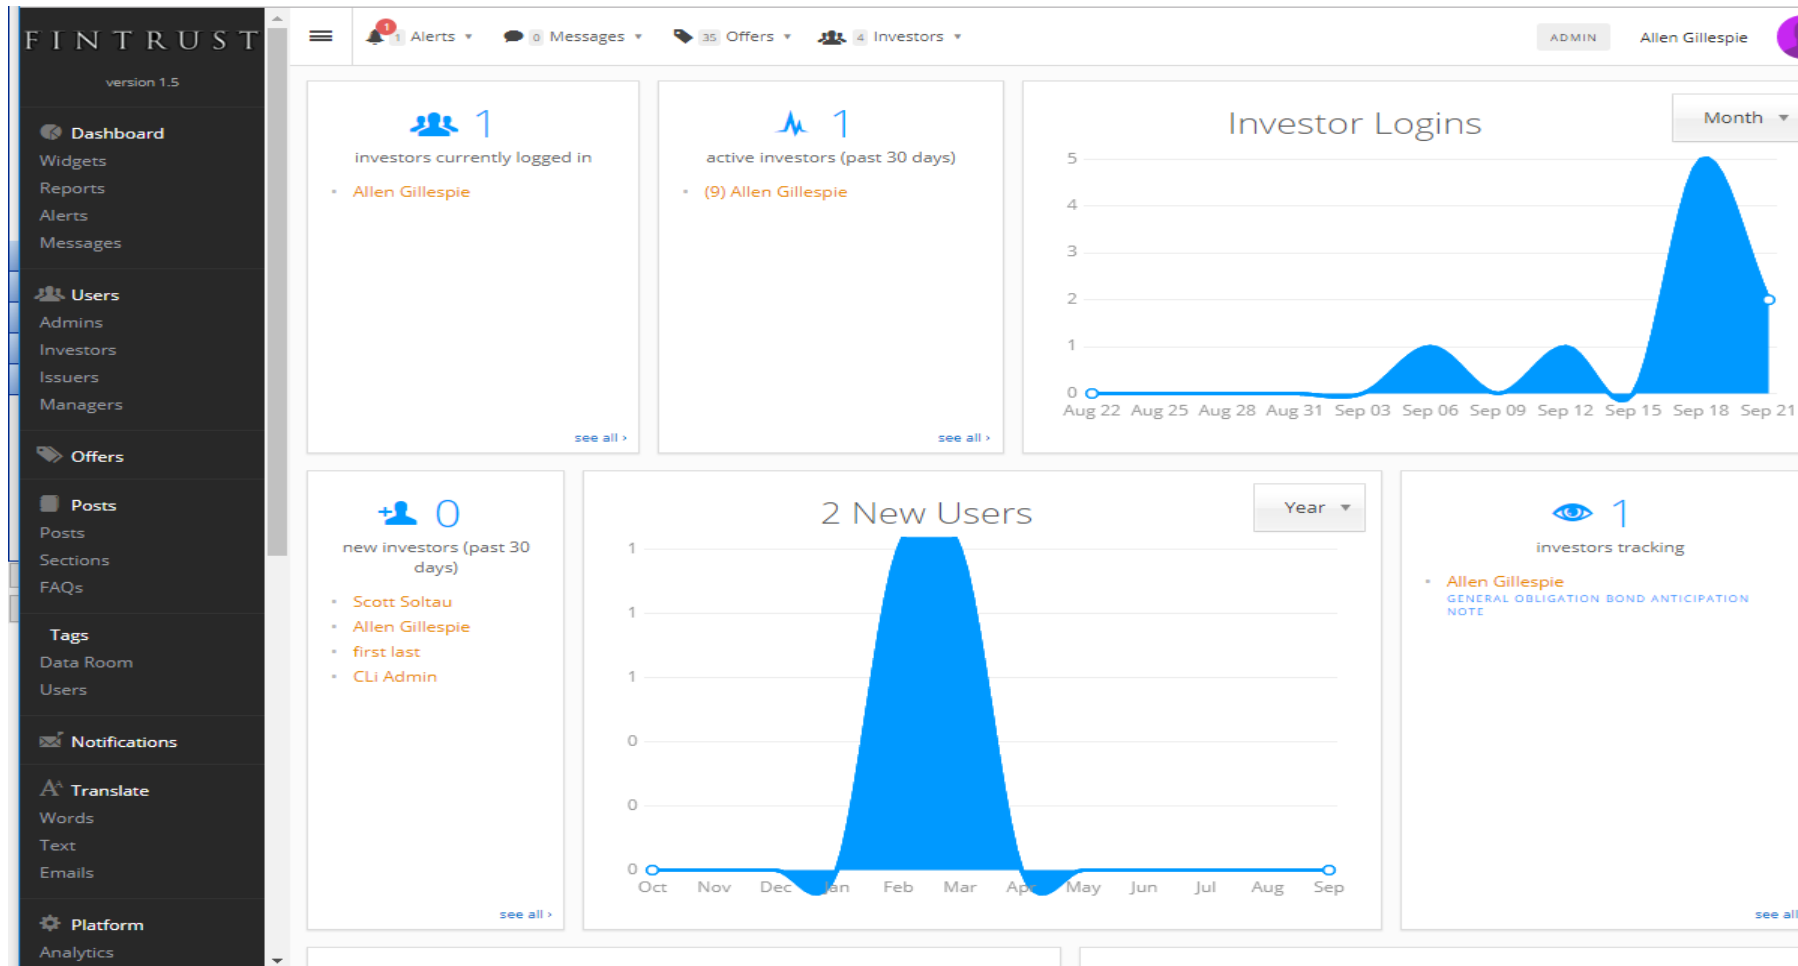 FINTRUST
version 1.5
Dashboard
Widgets
Reports
Alerts
Messages
Users
Admins
Investors
Issuers
Managers
Offers
Posts
Posts
Sections
FAQs
Tags
Data Room
Users
Notifications
Translate
Words
Text
Emails
Platform
Analytics
1 1 Alerts 0 Messages 35 Offers 4 Investors ADMIN Allen Gillespie
1
investors currently logged in
Allen Gillespie
see all ›
1
active investors (past 30 days)
(9) Allen Gillespie
see all ›
Investor Logins
Month
5
4
3
2
1
0
Aug 22 Aug 25 Aug 28 Aug 31 Sep 03 Sep 06 Sep 09 Sep 12 Sep 15 Sep 18 Sep 21
0
new investors (past 30
days)
Scott Soltau
Allen Gillespie
first last
CLi Admin
see all ›
2 New Users
Year
1
1
1
0
0
0
Oct Nov Dec Jan Feb Mar Apr May Jun Jul Aug Sep
1
investors tracking
Allen Gillespie
GENERAL OBLIGATION BOND ANTICIPATION
NOTE
see all